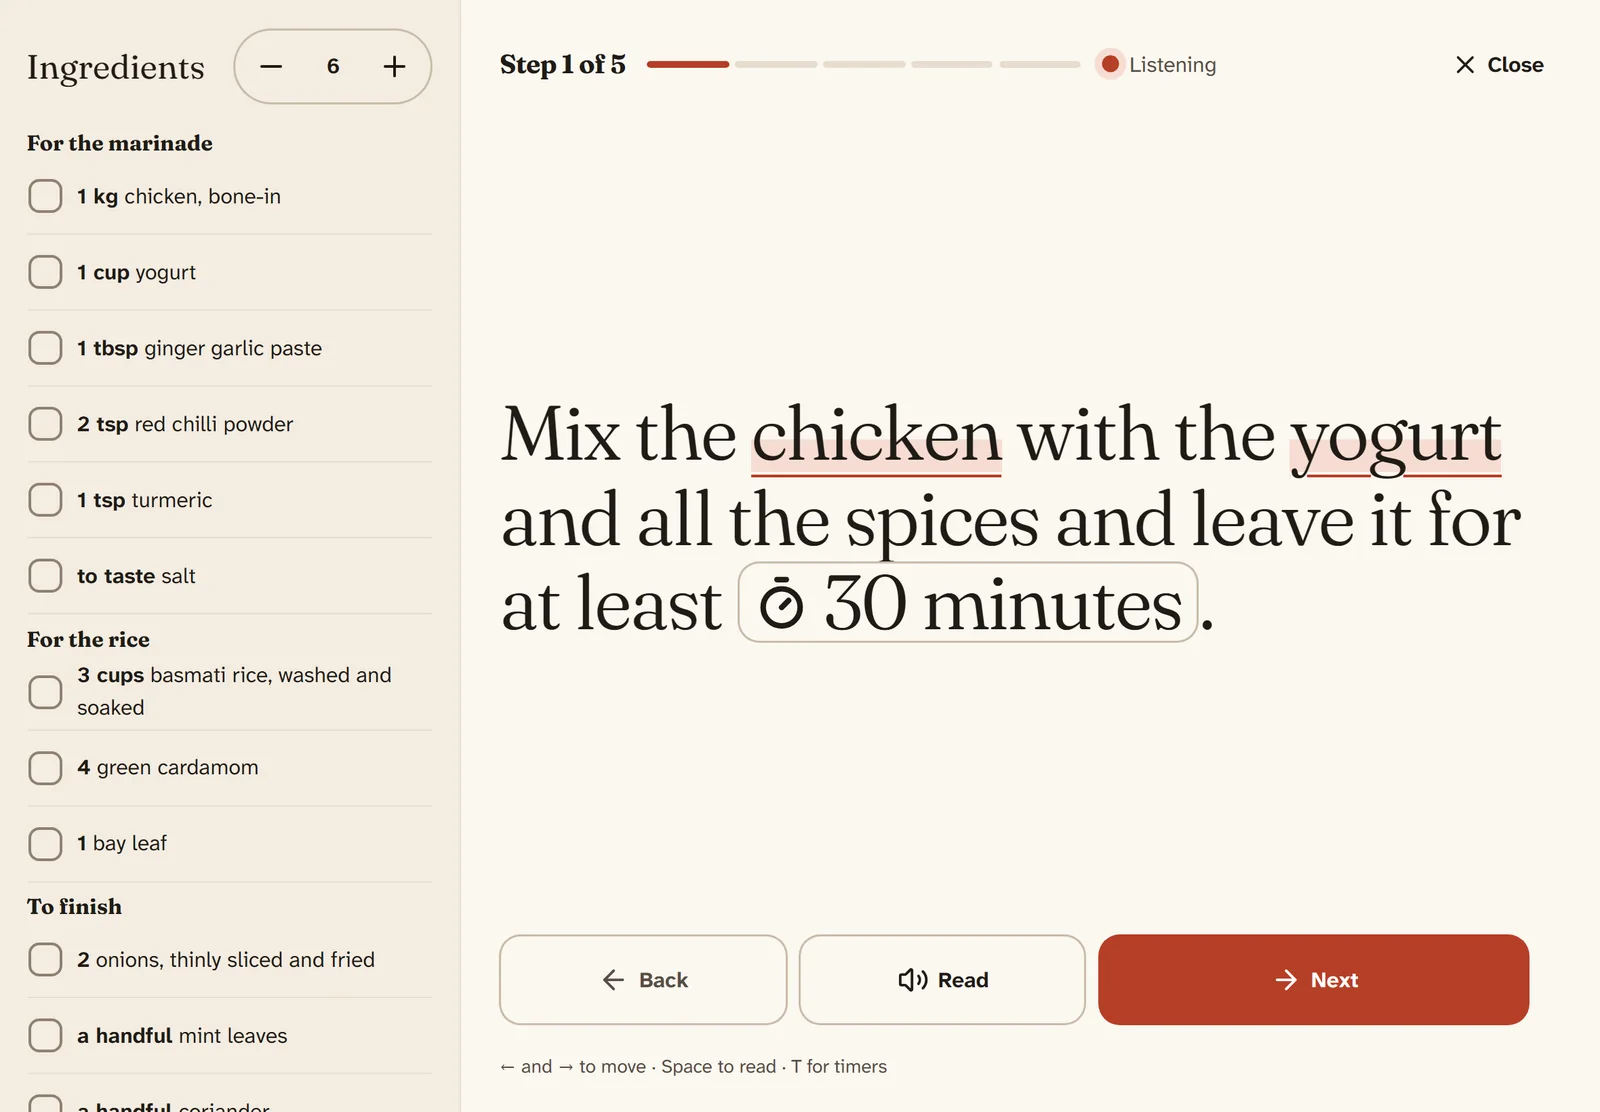 Ingredients
− 6 +
For the marinade
1 kg chicken, bone-in
1 cup yogurt
1 tbsp ginger garlic paste
2 tsp red chilli powder
1 tsp turmeric
to taste salt
For the rice
3 cups basmati rice, washed and
soaked
4 green cardamom
1 bay leaf
To finish
2 onions, thinly sliced and fried
a handful mint leaves
a handful coriander
Step 1 of 5
Listening
Close
Mix the chicken with the yogurt
and all the spices and leave it for
at least 30 minutes.
Back
Read
Next
← and → to move · Space to read · T for timers